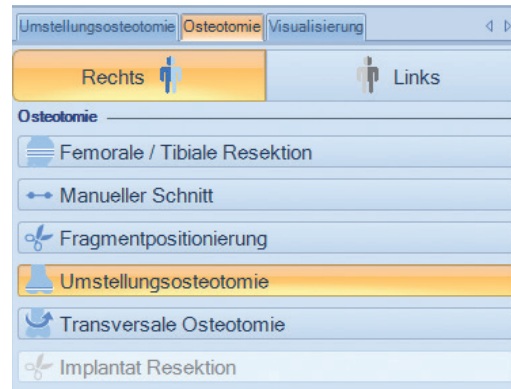 Umstellungsosteotomie Osteotomie Visualisierung
Rechts Links
Osteotomie
Femorale / Tibiale Resektion
Manueller Schnitt
Fragmentpositionierung
Umstellungsosteotomie
Transversale Osteotomie
Implantat Resektion